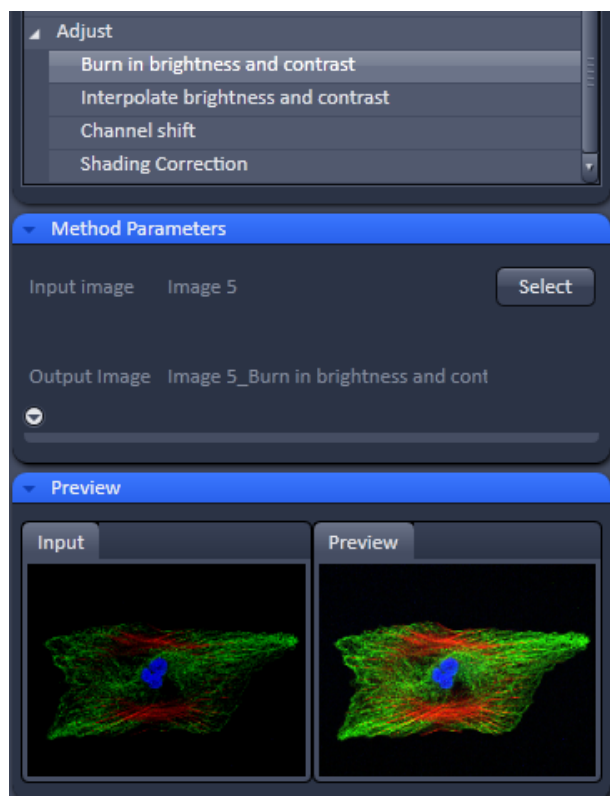 Adjust
Burn in brightness and contrast
Interpolate brightness and contrast
Channel shift
Shading Correction
Method Parameters
Input image Image 5 Select
Output Image Image 5_Burn in brightness and cont
Preview
Input Preview